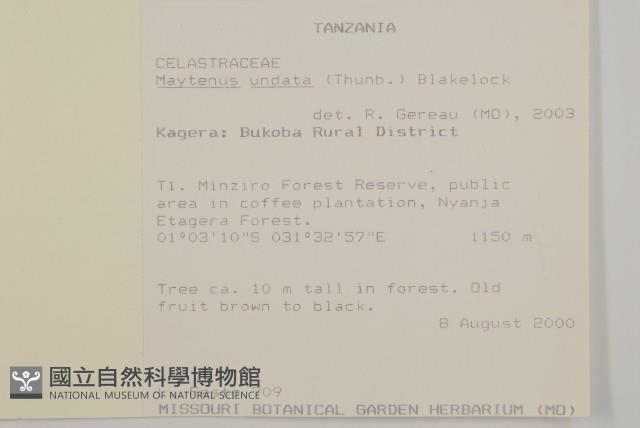 TANZANIA
CELASTRACEAE
Maytenus undata (Thunb.) Blakelock
det. R. Gereau (MO), 2003
Kagera: Bukoba Rural District
T1. Minziro Forest Reserve, public
area in coffee plantation, Nyanja
Etagera Forest.
01°03'10"S 031°32'57"E 1150 m
Tree ca. 10 m tall in forest. Old
fruit brown to black.
8 August 2000
國立自然科學博物館
NATIONAL MUSEUM OF NATURAL SCIENCE
MISSOURI BOTANICAL GARDEN HERBARIUM (MO)